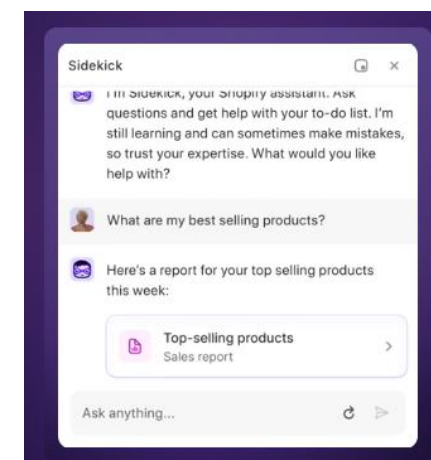 Sidekick
I'm Sidekick, your Shopify assistant. Ask
questions and get help with your to-do list. I'm
still learning and can sometimes make mistakes,
so trust your expertise. What would you like
help with?
What are my best selling products?
Here's a report for your top selling products
this week:
Top-selling products
Sales report
Ask anything...